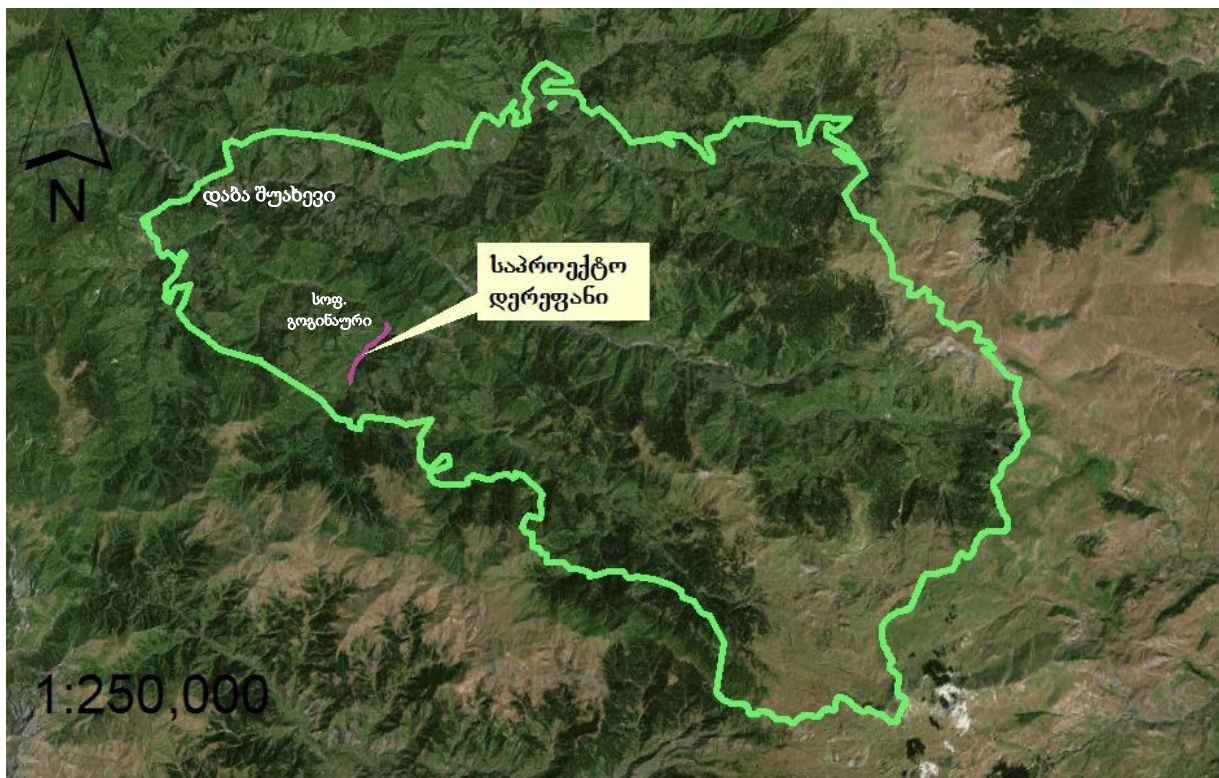 N
დაბა შუახევი
საპროექტო
დერეფანი
სოფ.
გოგინაური
1:250,000